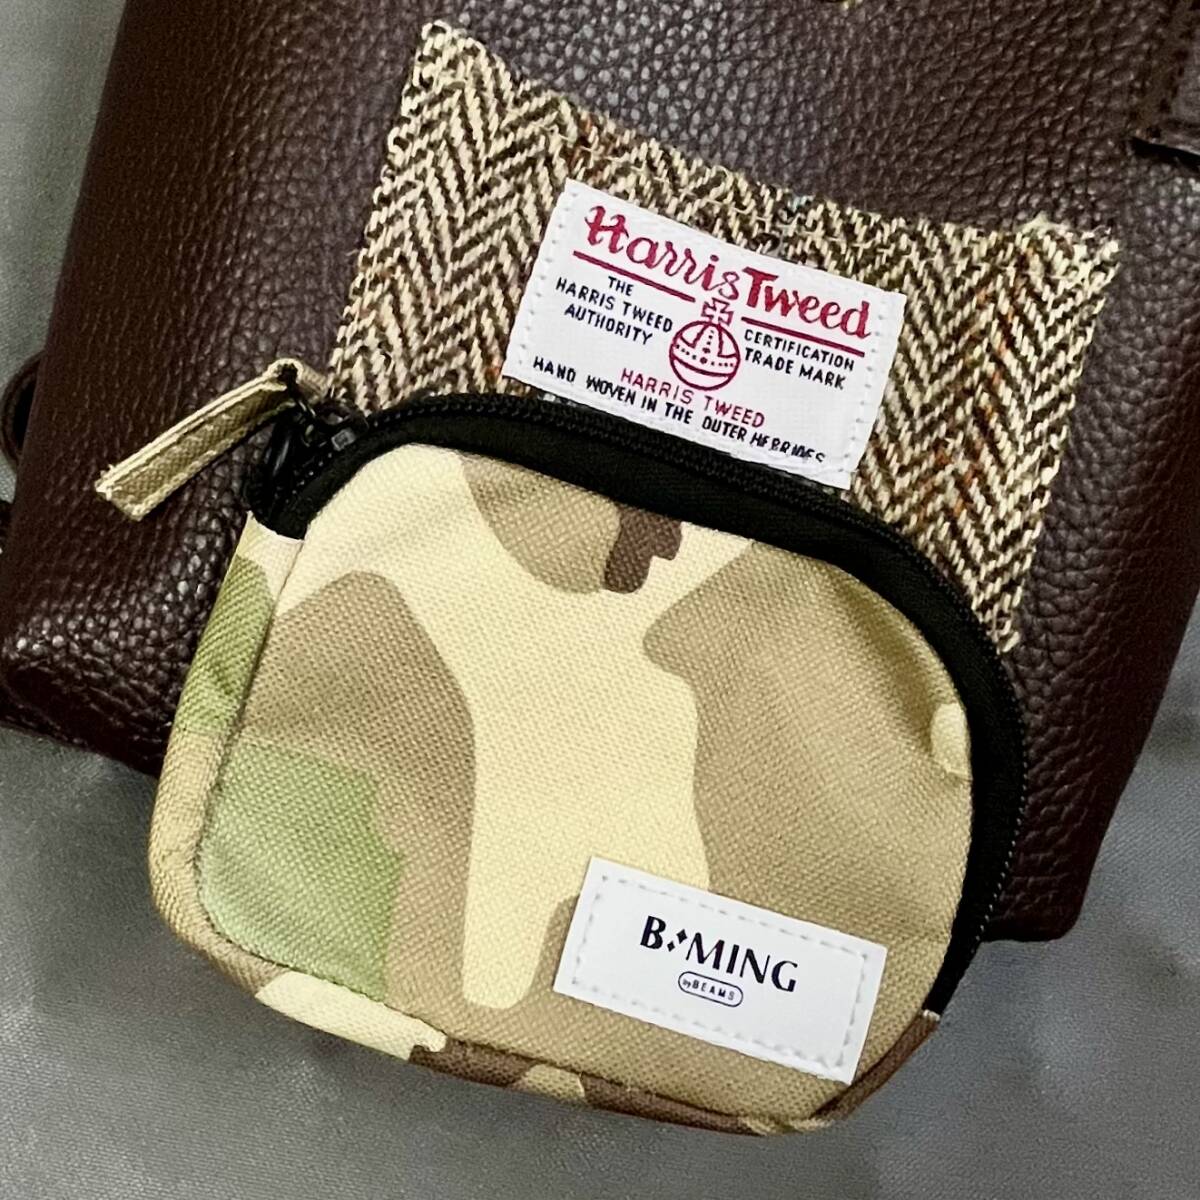 Harris Tweed
THE
HARRIS TWEED
AUTHORITY
CERTIFICATION
TRADE MARK
HARRIS TWEED
HAND WOVEN IN THE OUTER HEBRIDES
B MING
by BEAMS